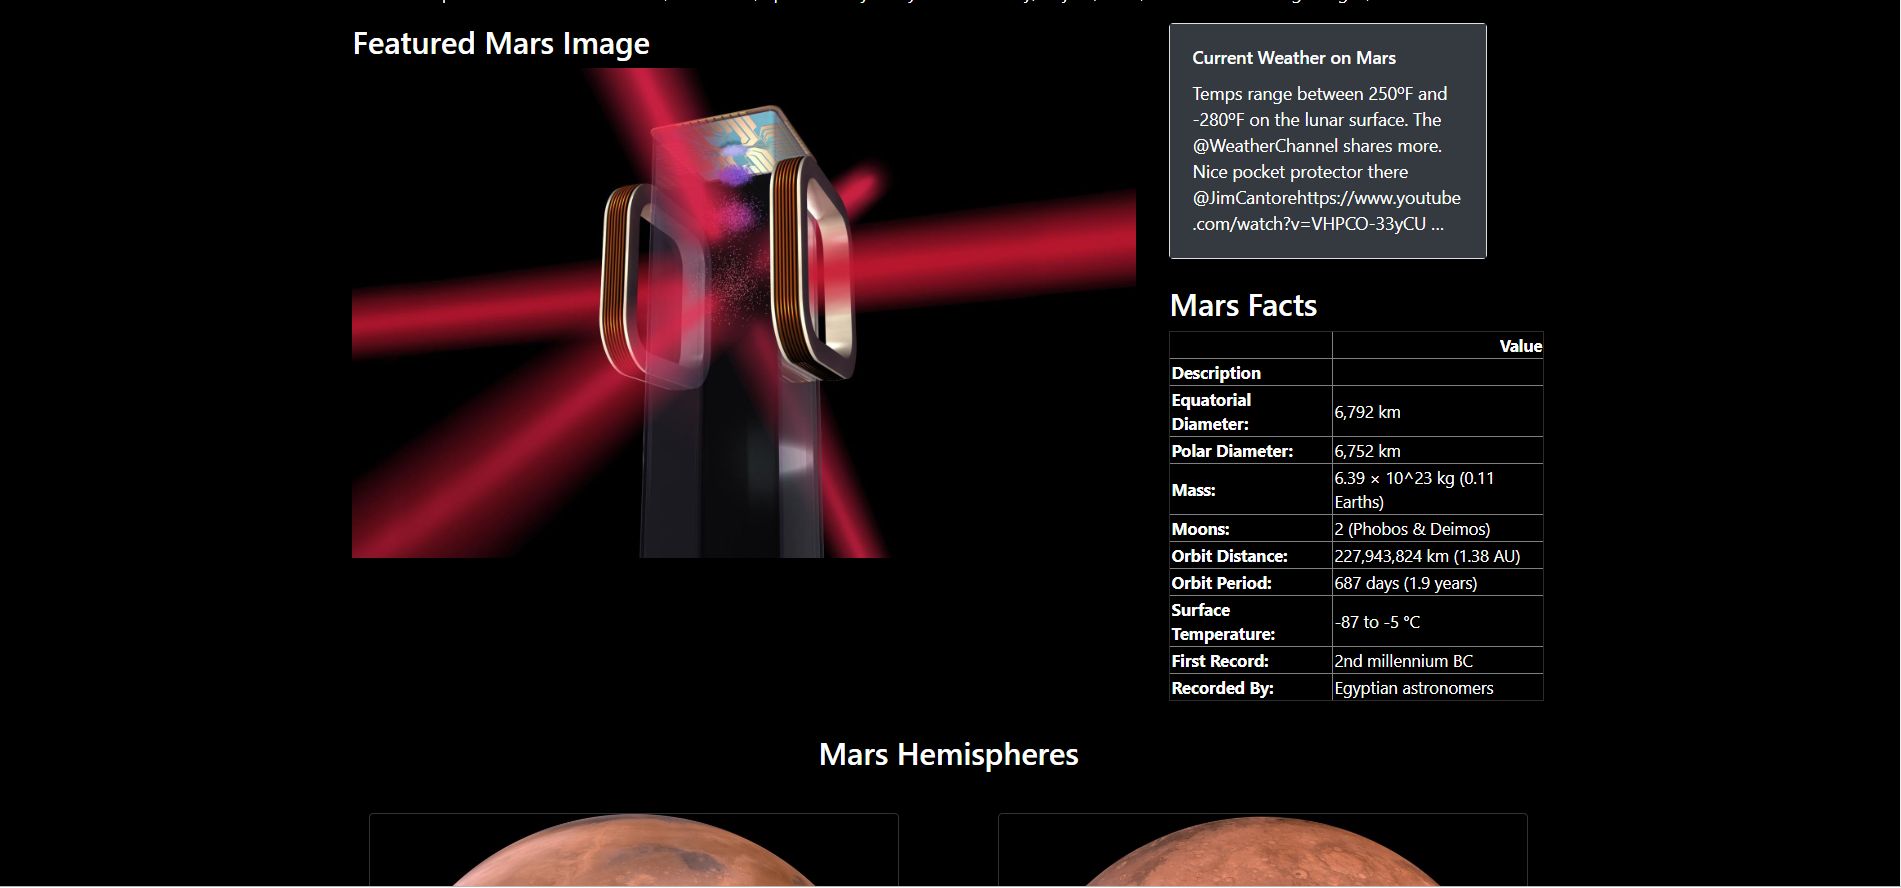 Featured Mars Image
Current Weather on Mars
Temps range between 250ºF and
-280ºF on the lunar surface. The
@WeatherChannel shares more.
Nice pocket protector there
@JimCantorehttps://www.youtube
.com/watch?v=VHPCO-33yCU ...
Mars Facts
Value
Description
Equatorial
Diameter:
6,792 km
Polar Diameter: 6,752 km
Mass:
6.39 × 10^23 kg (0.11
Earths)
Moons: 2 (Phobos & Deimos)
Orbit Distance: 227,943,824 km (1.38 AU)
Orbit Period: 687 days (1.9 years)
Surface
Temperature:
-87 to -5 °C
First Record: 2nd millennium BC
Recorded By: Egyptian astronomers
Mars Hemispheres